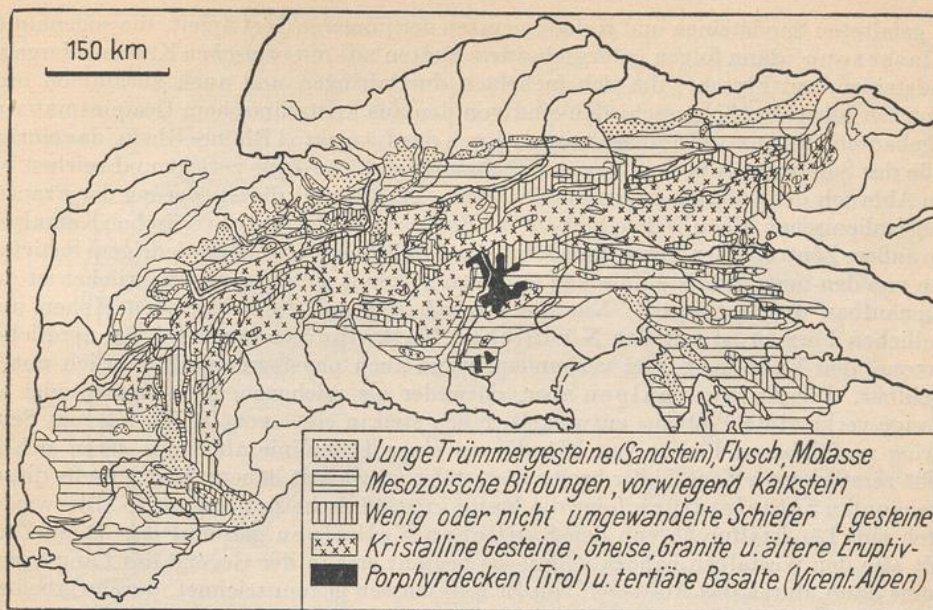 150 km
Junge Trümmergesteine (Sandstein), Flysch, Molasse
Mesozoische Bildungen, vorwiegend Kalkstein
Wenig oder nicht umgewandelte Schiefer [gesteine
Kristalline Gesteine, Gneise, Granite u. ältere Eruptiv-
Porphyrdecken (Tirol) u. tertiäre Basalte (Vicent. Alpen)